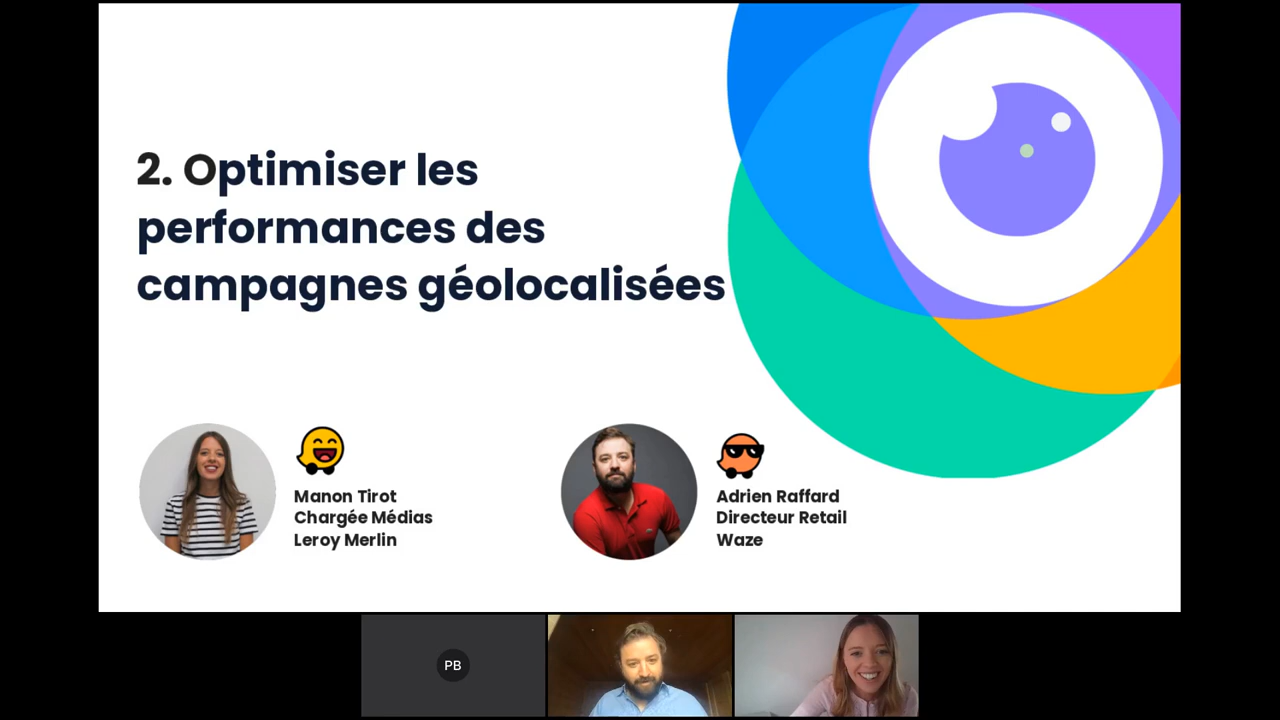 2. Optimiser les
performances des
campagnes géolocalisées
Manon Tirot
Chargée Médias
Leroy Merlin
Adrien Raffard
Directeur Retail
Waze
PB